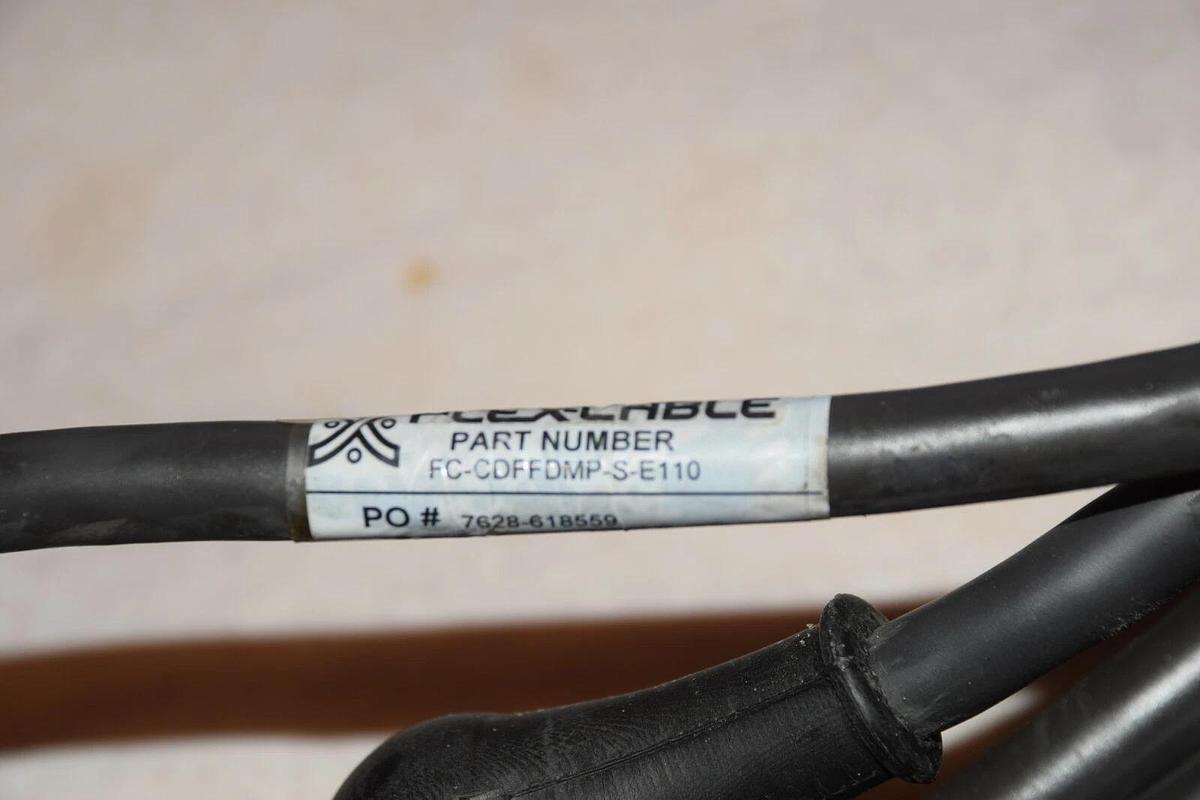 FLEX-CABLE
PART NUMBER
FC-CDFFDMP-S-E110
PO # 7628-618559